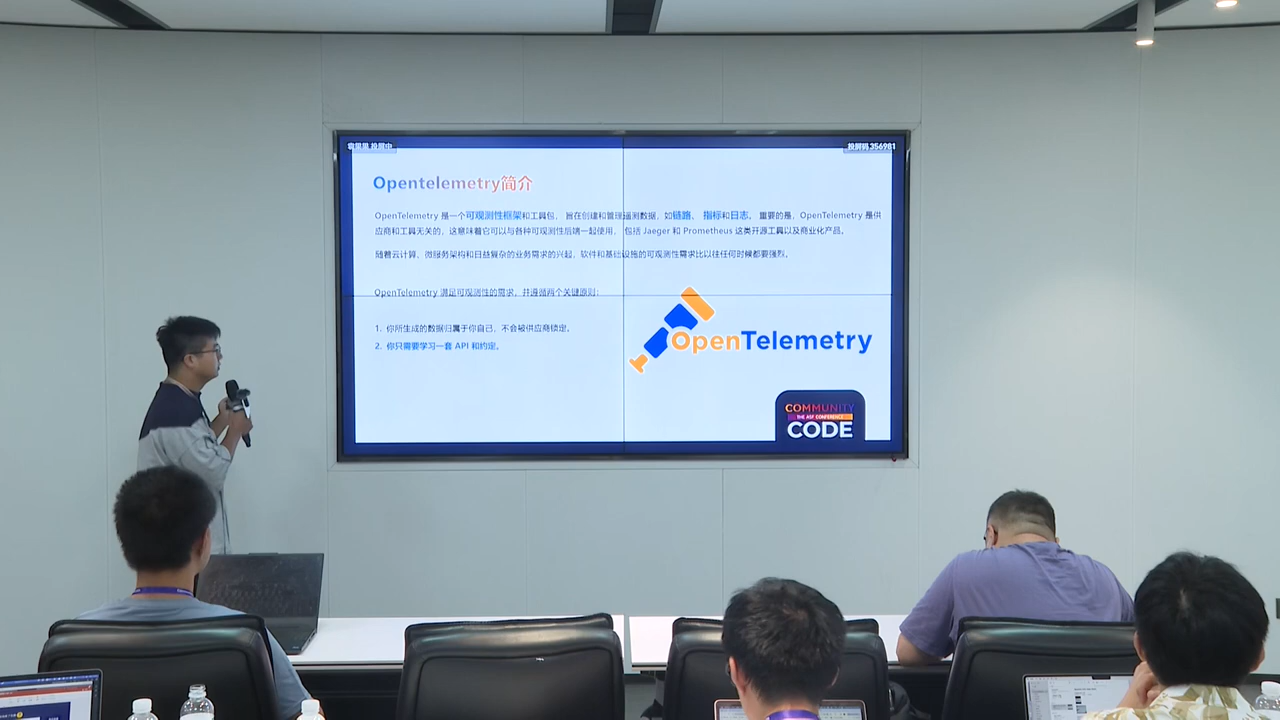 投屏中
投屏码 356981
Opentelemetry简介
OpenTelemetry 是一个可观测性框架和工具包，旨在创建和管理遥测数据，如链路、 指标和日志。 重要的是，OpenTelemetry 是供
应商和工具无关的，这意味着它可以与各种可观测性后端一起使用， 包括 Jaeger 和 Prometheus 这类开源工具以及商业化产品。
随着云计算、微服务架构和日益复杂的业务需求的兴起，软件和基础设施的可观测性需求比以往任何时候都要强烈。
OpenTelemetry 满足可观测性的需求，并遵循两个关键原则：
1. 你所生成的数据归属于你自己，不会被供应商锁定。
2. 你只需要学习一套 API 和约定。
OpenTelemetry
COMMUNITY
THE ASF CONFERENCE
CODE